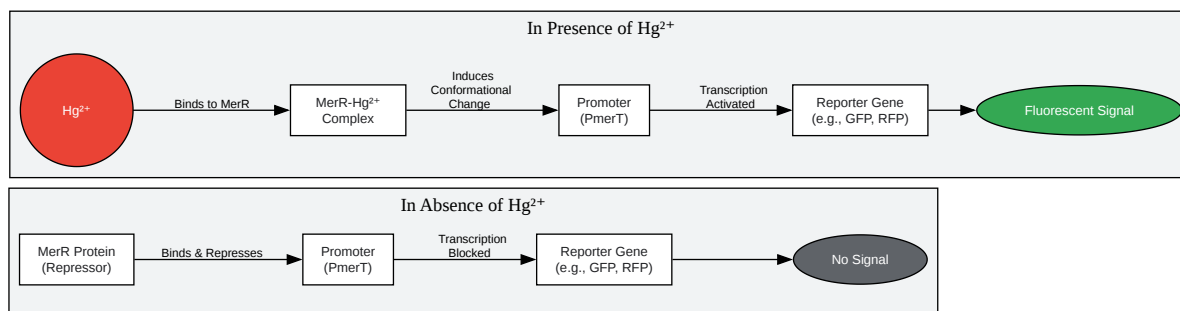 In Presence of Hg²⁺
Hg²⁺
Binds to MerR
MerR-Hg²⁺
Complex
Induces
Conformational
Change
Promoter
(PmerT)
Transcription
Activated
Reporter Gene
(e.g., GFP, RFP)
Fluorescent Signal
In Absence of Hg²⁺
MerR Protein
(Repressor)
Binds & Represses
Promoter
(PmerT)
Transcription
Blocked
Reporter Gene
(e.g., GFP, RFP)
No Signal